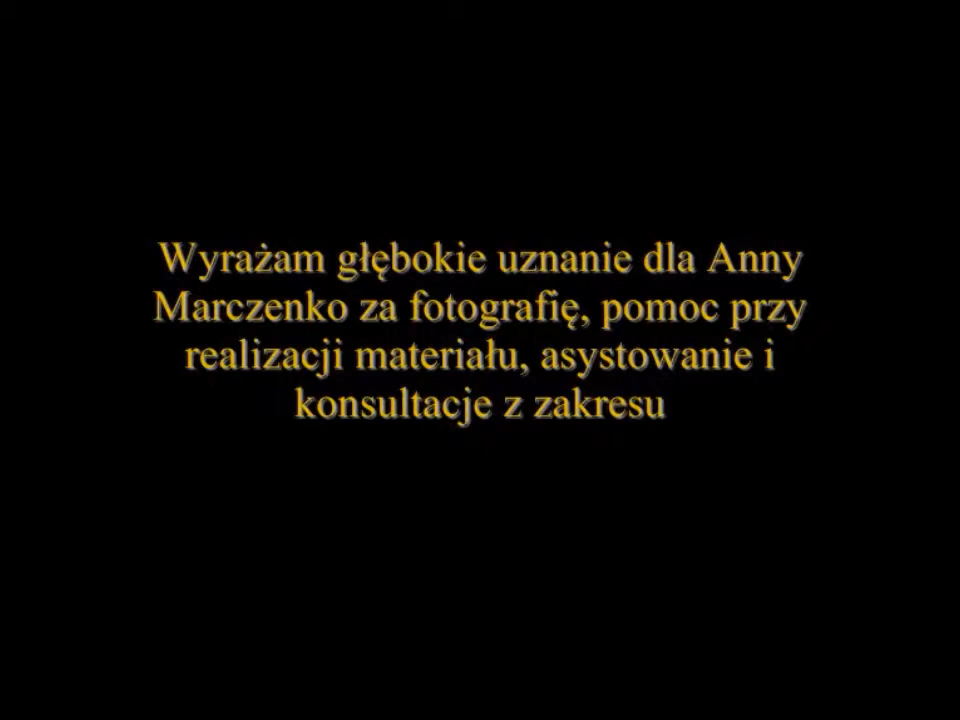 Wyrażam głębokie uznanie dla Anny
Marczenko za fotografię, pomoc przy
realizacji materiału, asystowanie i
konsultacje z zakresu